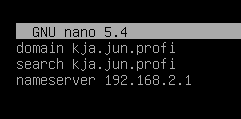 GNU nano 5.4
domain kja.jun.profi
search kja.jun.profi
nameserver 192.168.2.1